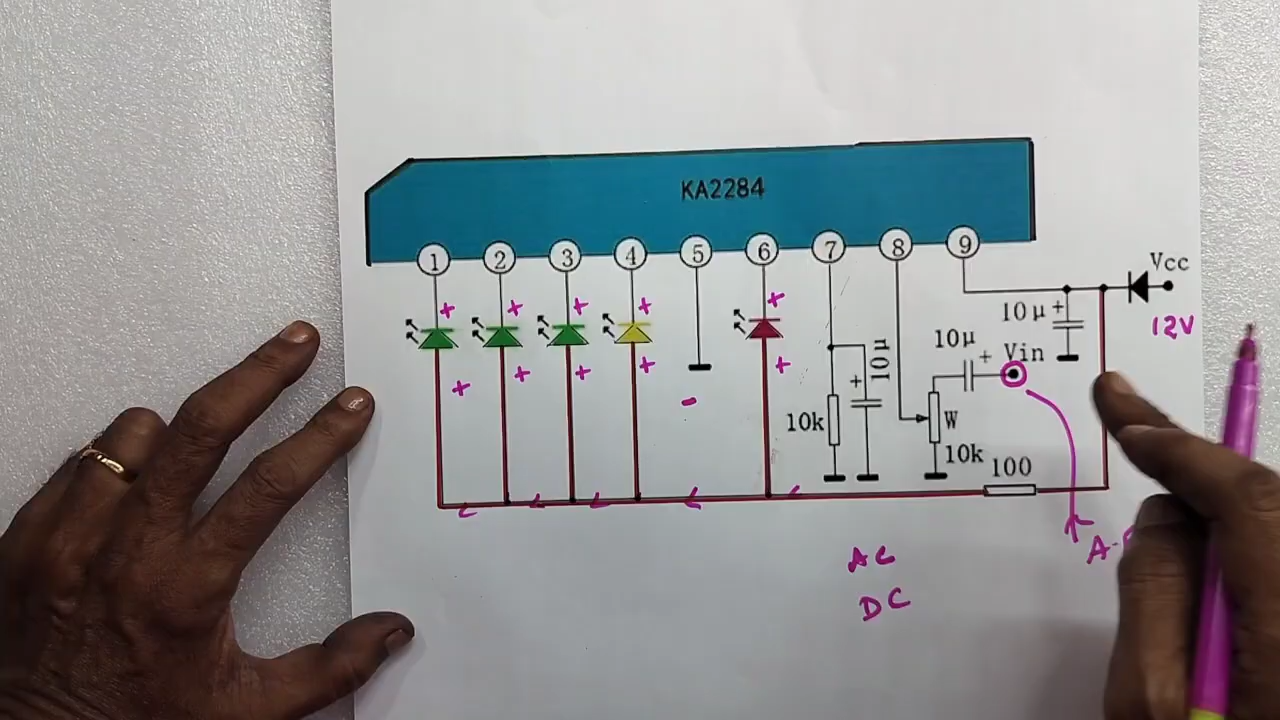 KA2284
1 2 3 4 5 6 7 8 9
Vcc
12V
10μ +
10μ
+ Vin
10μ
+
+ + + + +
+ + + + +
-
10k
W
10k
100
AC
DC